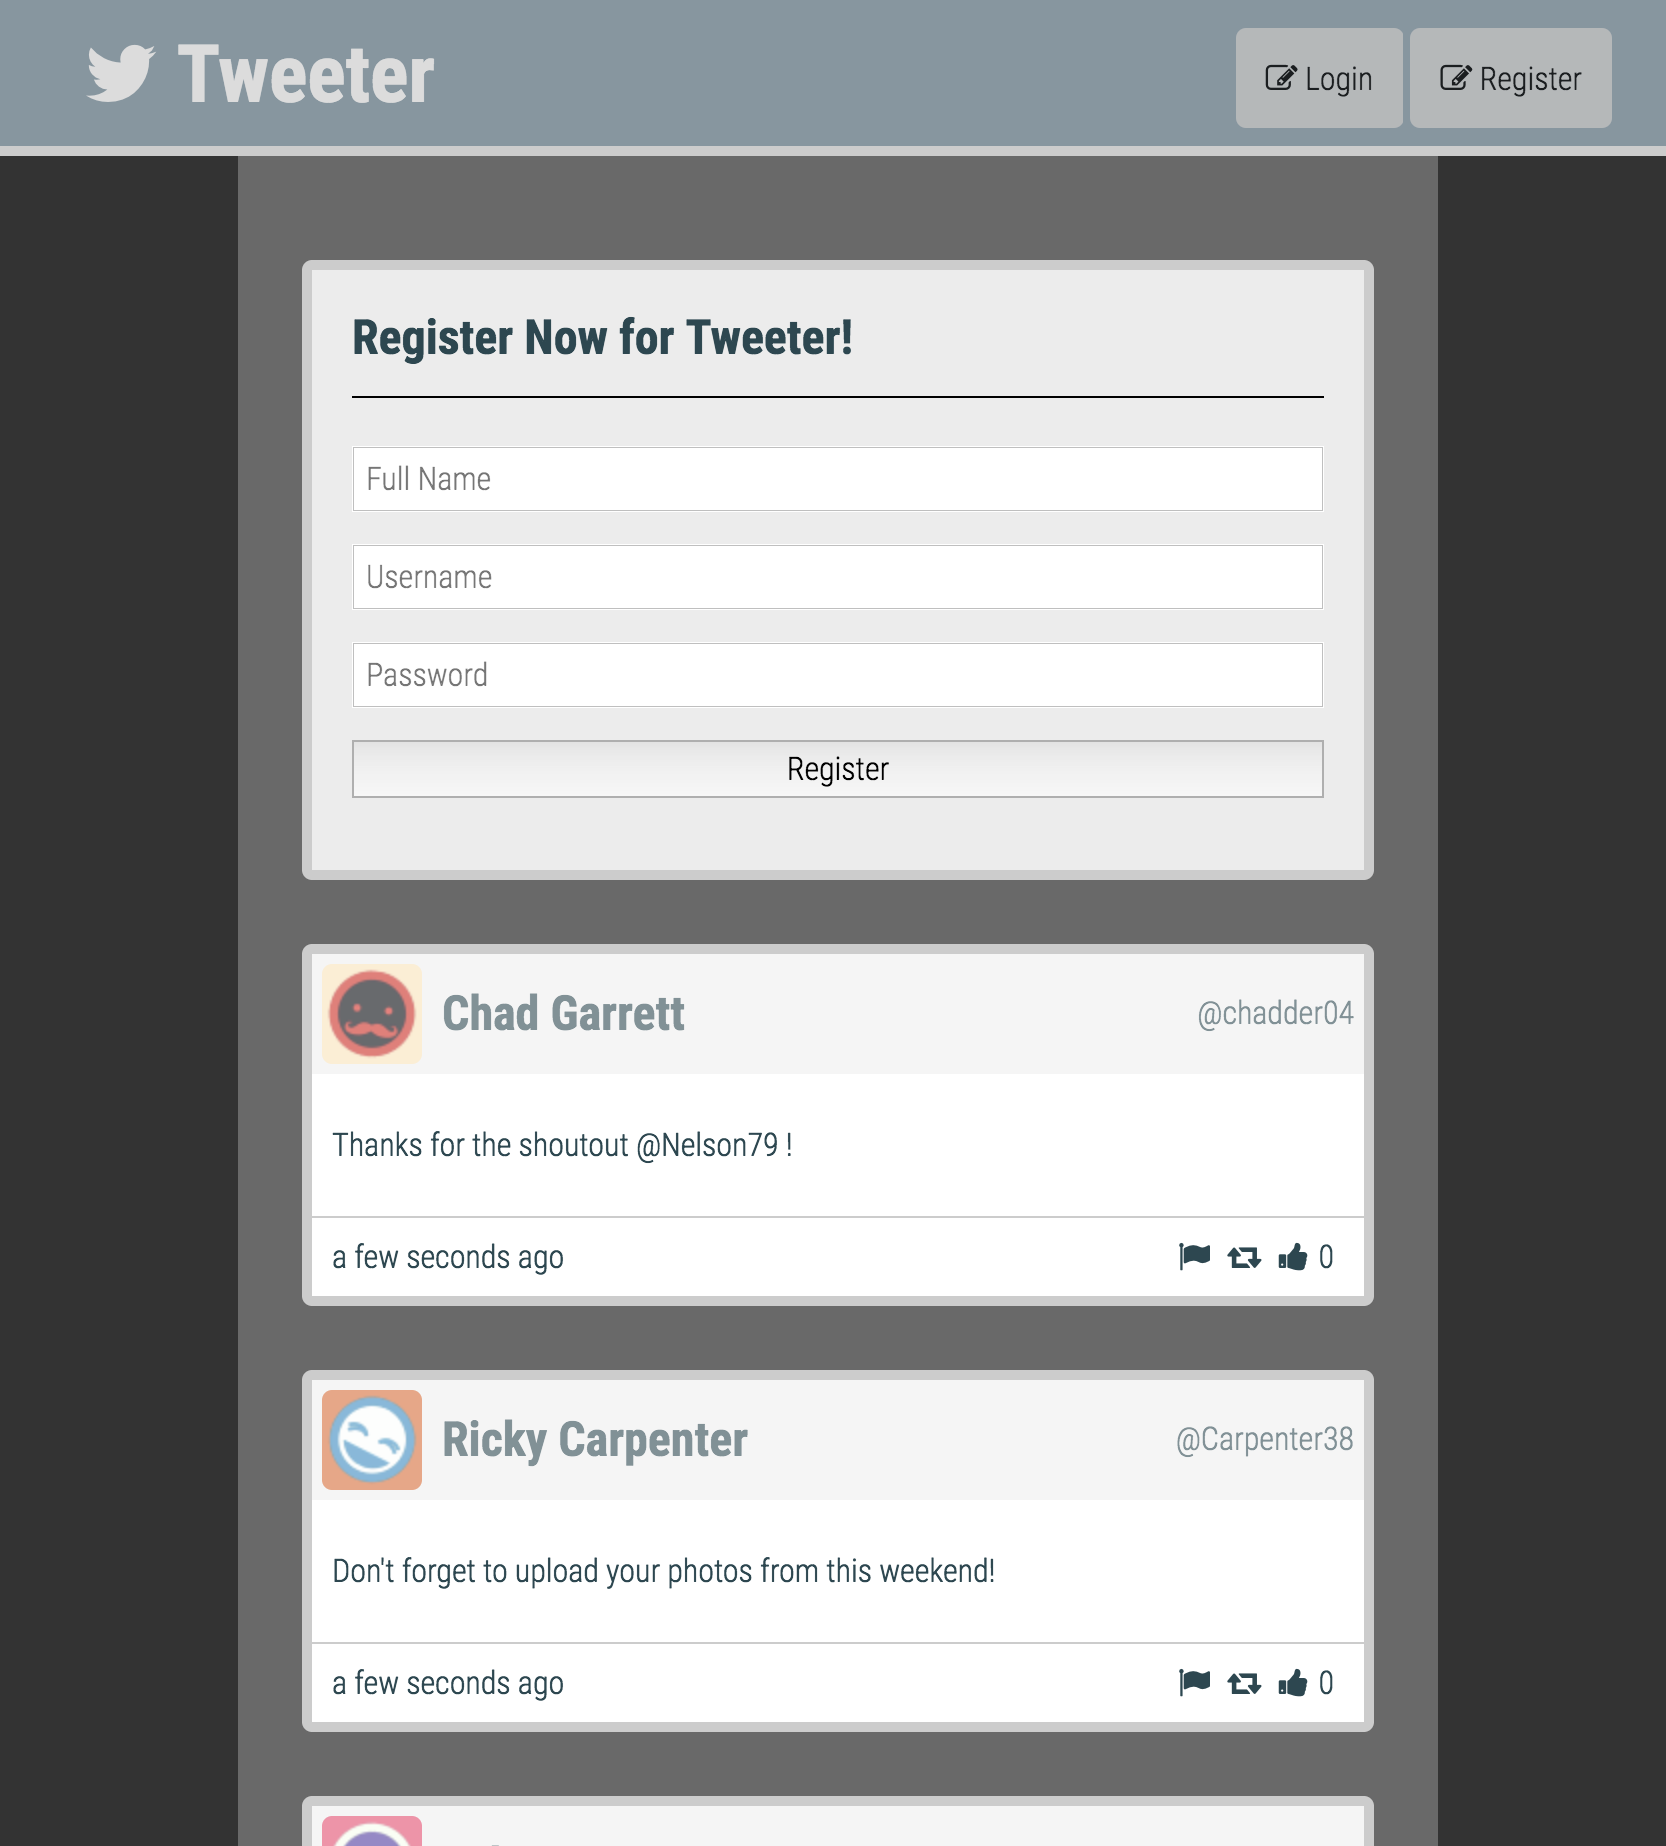 Tweeter
Login
Register
Register Now for Tweeter!
Full Name
Username
Password
Register
Chad Garrett
@chadder04
Thanks for the shoutout @Nelson79 !
a few seconds ago
0
Ricky Carpenter
@Carpenter38
Don't forget to upload your photos from this weekend!
a few seconds ago
0